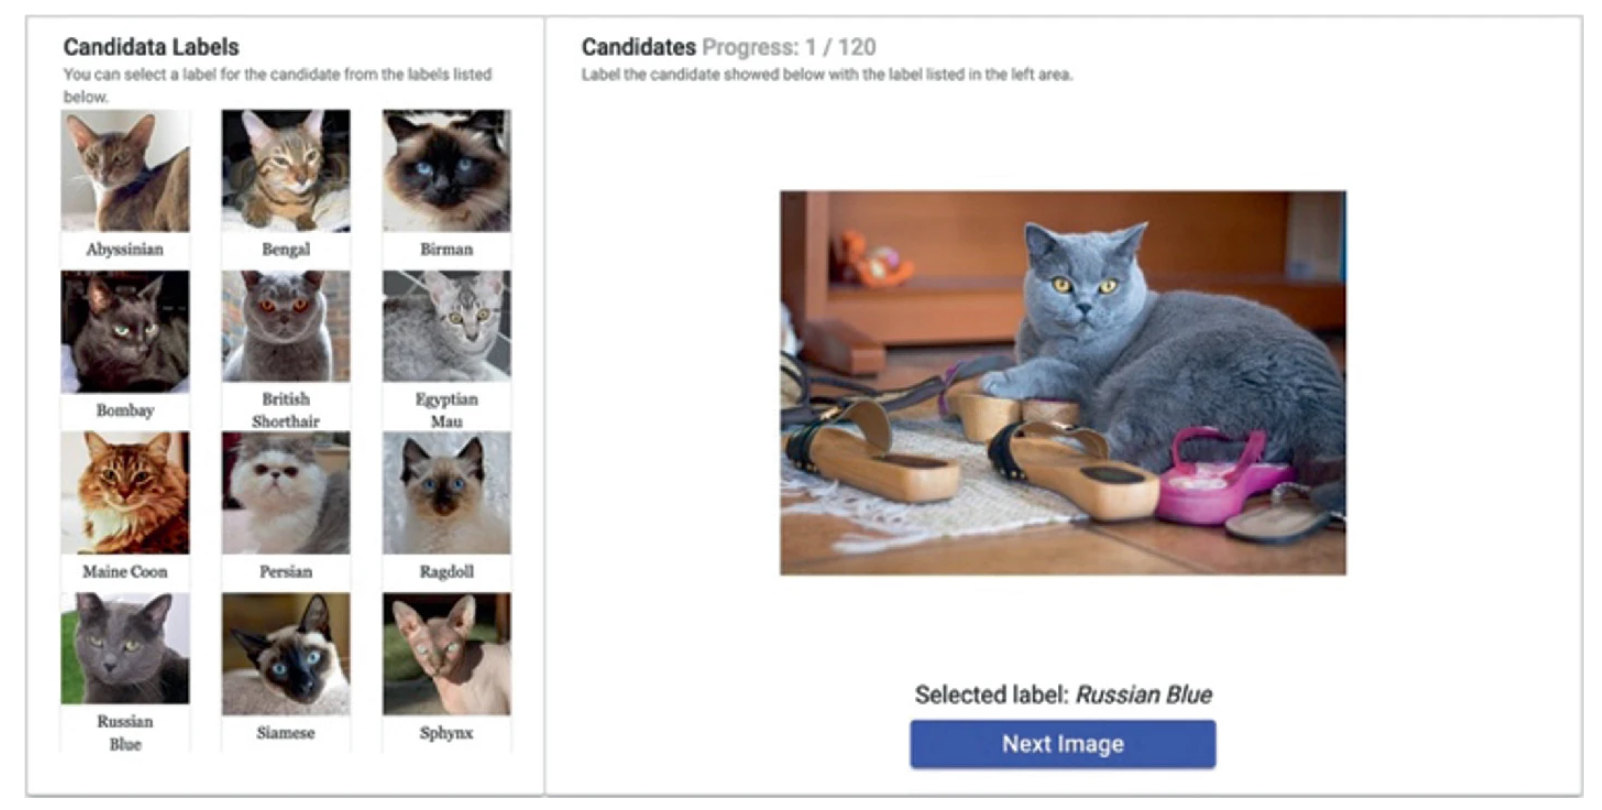 Candidata Labels
You can select a label for the candidate from the labels listed
below.
Abyssinian
Bengal
Birman
Bombay
British
Shorthair
Egyptian
Mau
Maine Coon
Persian
Ragdoll
Russian
Blue
Siamese
Sphynx
Candidates Progress: 1 / 120
Label the candidate showed below with the label listed in the left area.
Selected label: Russian Blue
Next Image